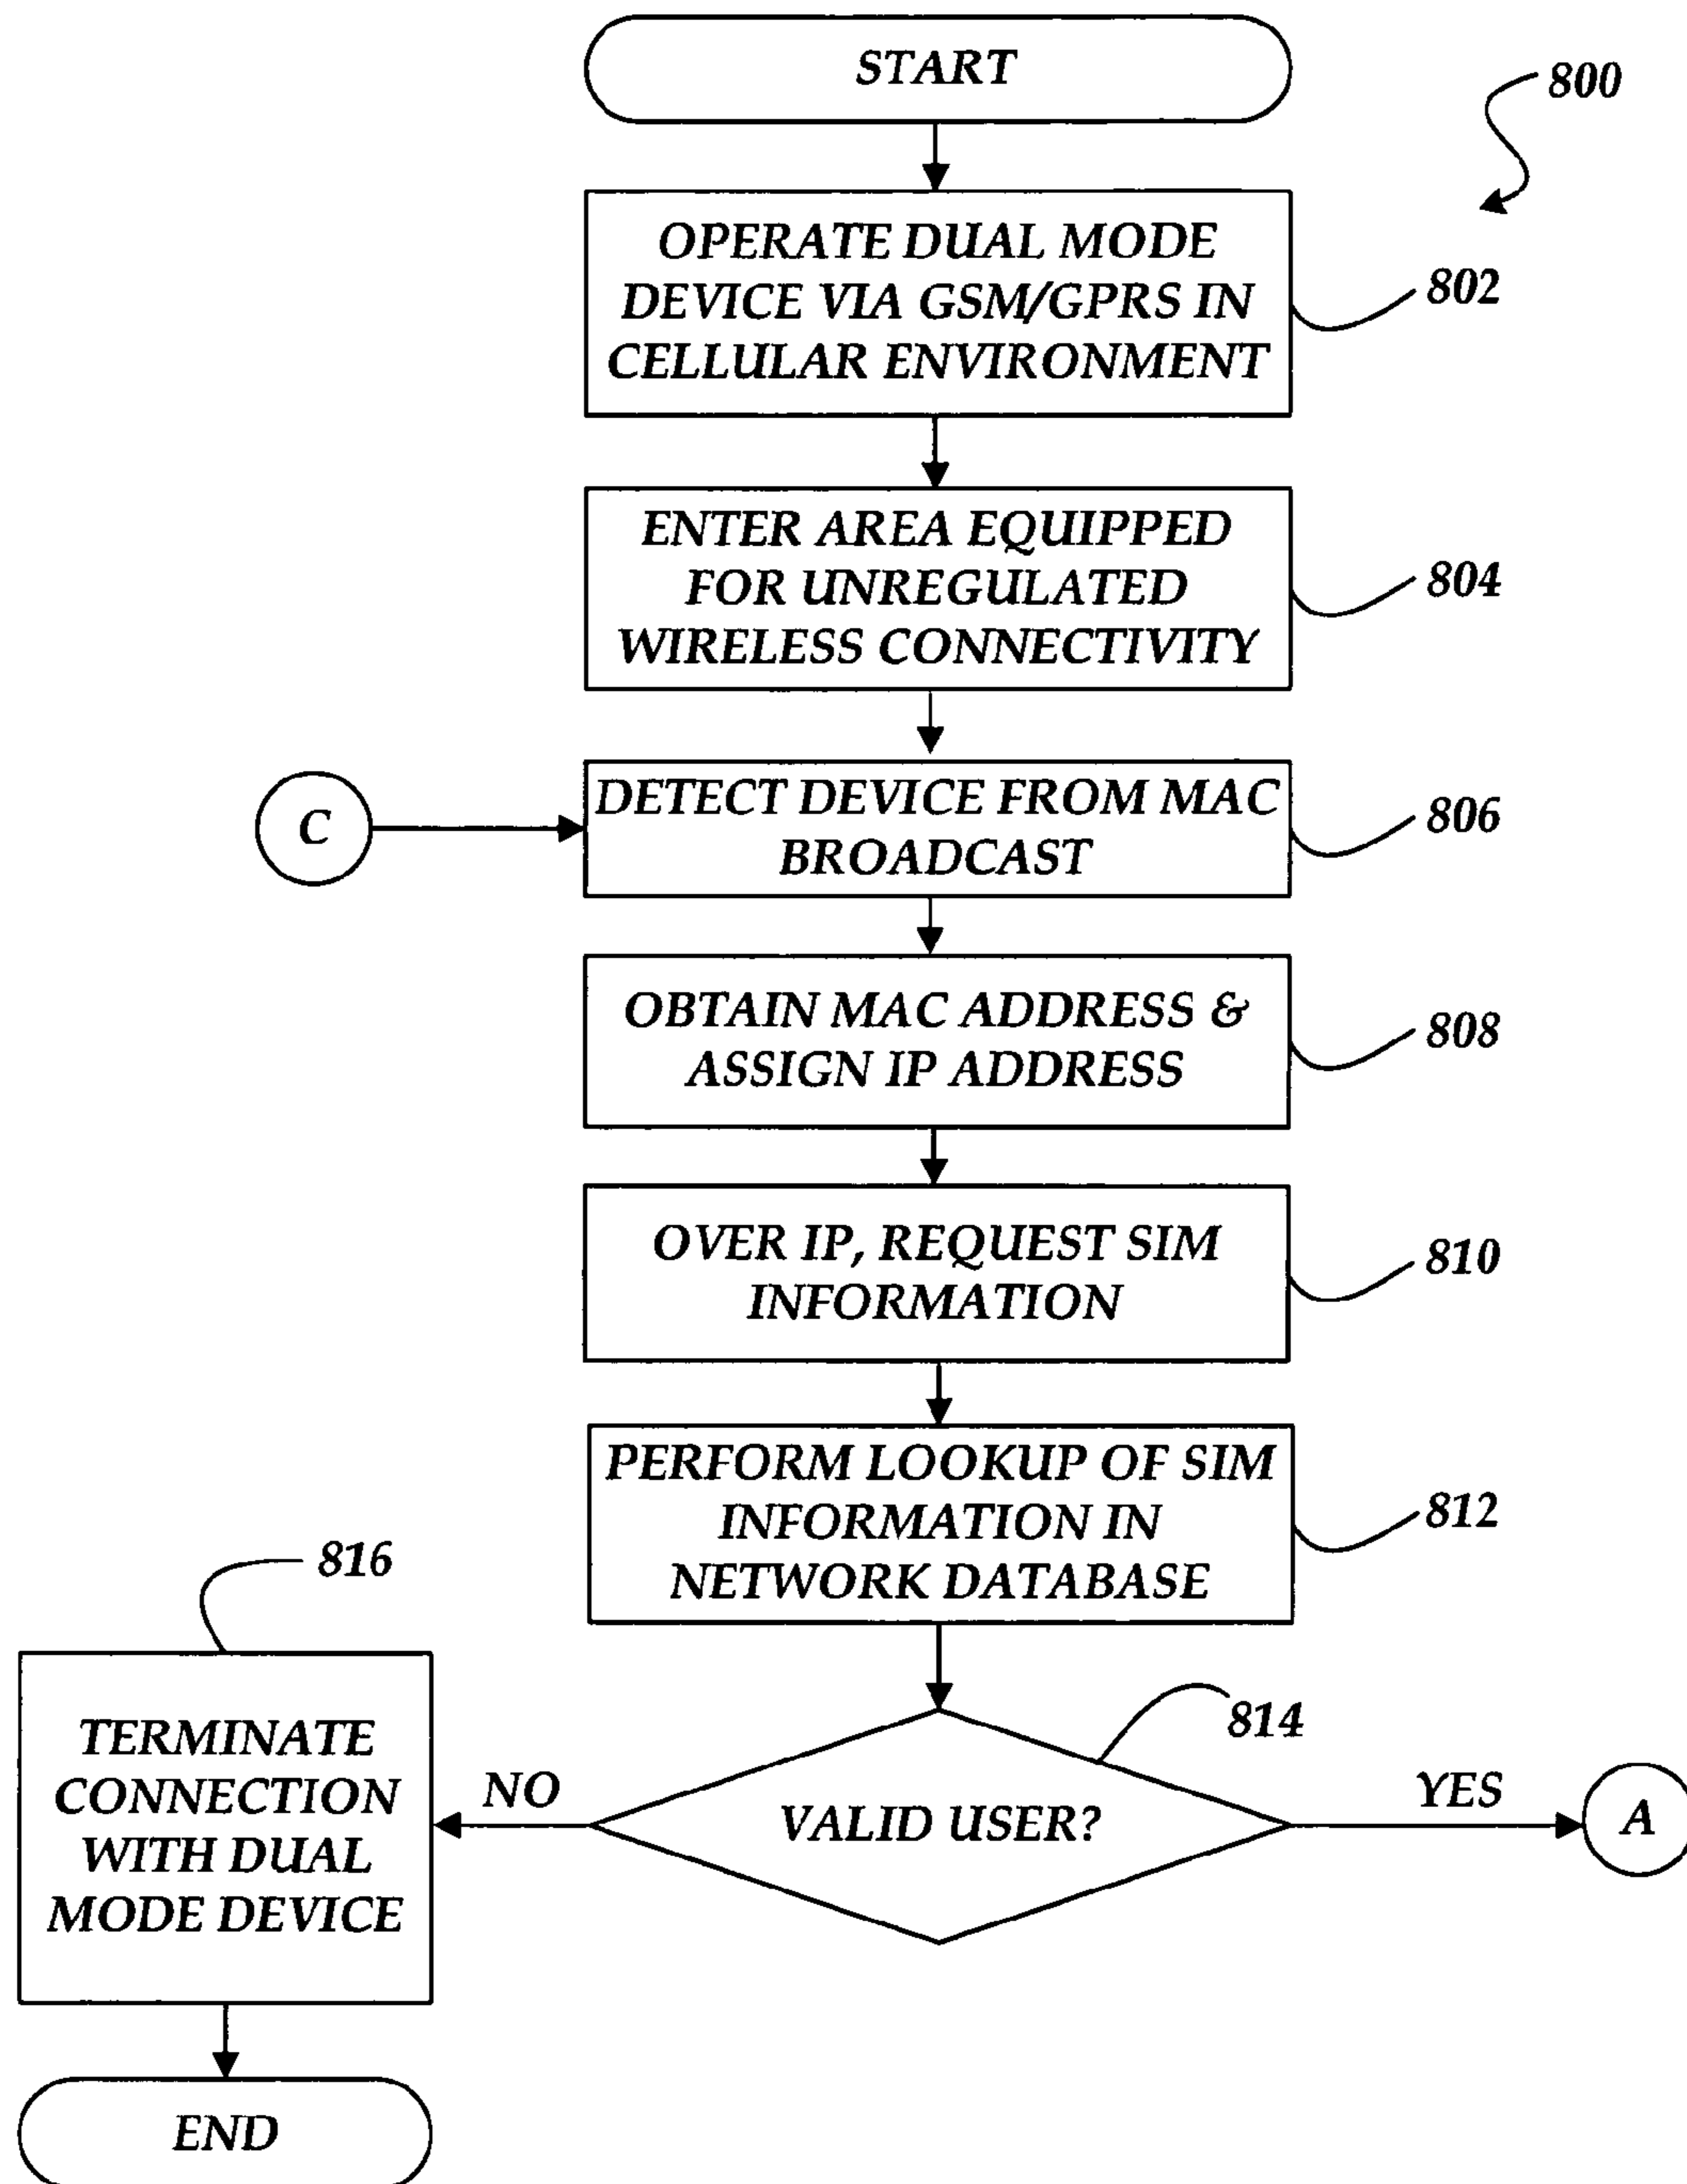 START
800
OPERATE DUAL MODE
DEVICE VIA GSM/GPRS IN
CELLULAR ENVIRONMENT
802
ENTER AREA EQUIPPED
FOR UNREGULATED
WIRELESS CONNECTIVITY
804
C
DETECT DEVICE FROM MAC
BROADCAST
806
OBTAIN MAC ADDRESS &
ASSIGN IP ADDRESS
808
OVER IP, REQUEST SIM
INFORMATION
810
PERFORM LOOKUP OF SIM
INFORMATION IN
NETWORK DATABASE
812
816
TERMINATE
CONNECTION
WITH DUAL
MODE DEVICE
NO
VALID USER?
814
YES
A
END